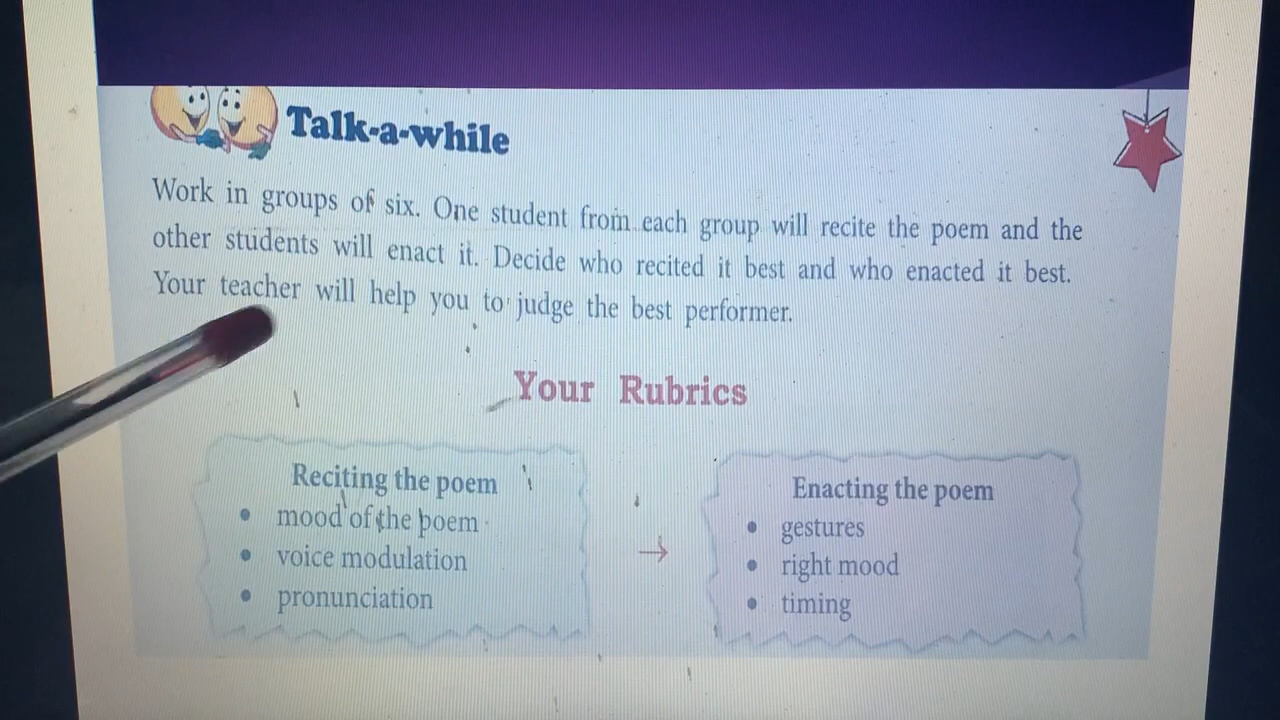 Talk-a-while
Work in groups of six. One student from each group will recite the poem and the
other students will enact it. Decide who recited it best and who enacted it best.
Your teacher will help you to judge the best performer.
Your Rubrics
Reciting the poem
• mood of the poem
• voice modulation
• pronunciation
→
Enacting the poem
• gestures
• right mood
• timing